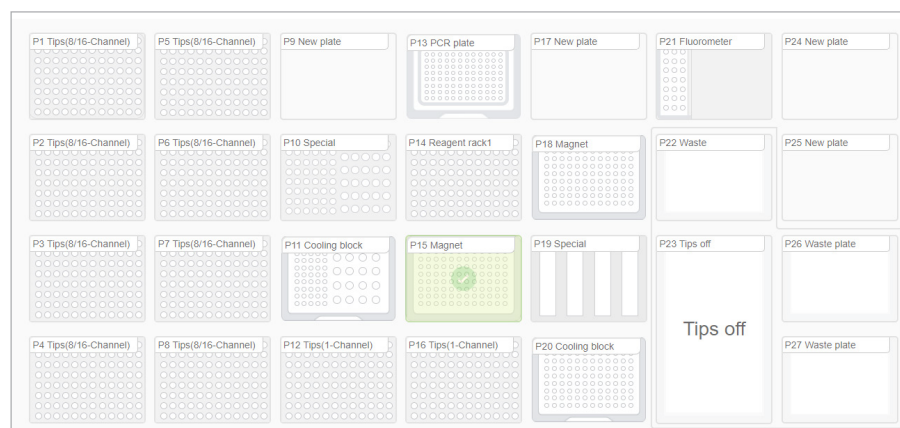 P1 Tips(8/16-Channel) P5 Tips(8/16-Channel) P9 New plate P13 PCR plate P17 New plate P21 Fluorometer P24 New plate
P2 Tips(8/16-Channel) P6 Tips(8/16-Channel) P10 Special P14 Reagent rack1 P18 Magnet P22 Waste P25 New plate
P3 Tips(8/16-Channel) P7 Tips(8/16-Channel) P11 Cooling block P15 Magnet P19 Special P23 Tips off P26 Waste plate
Tips off
P4 Tips(8/16-Channel) P8 Tips(8/16-Channel) P12 Tips(1-Channel) P16 Tips(1-Channel) P20 Cooling block P27 Waste plate